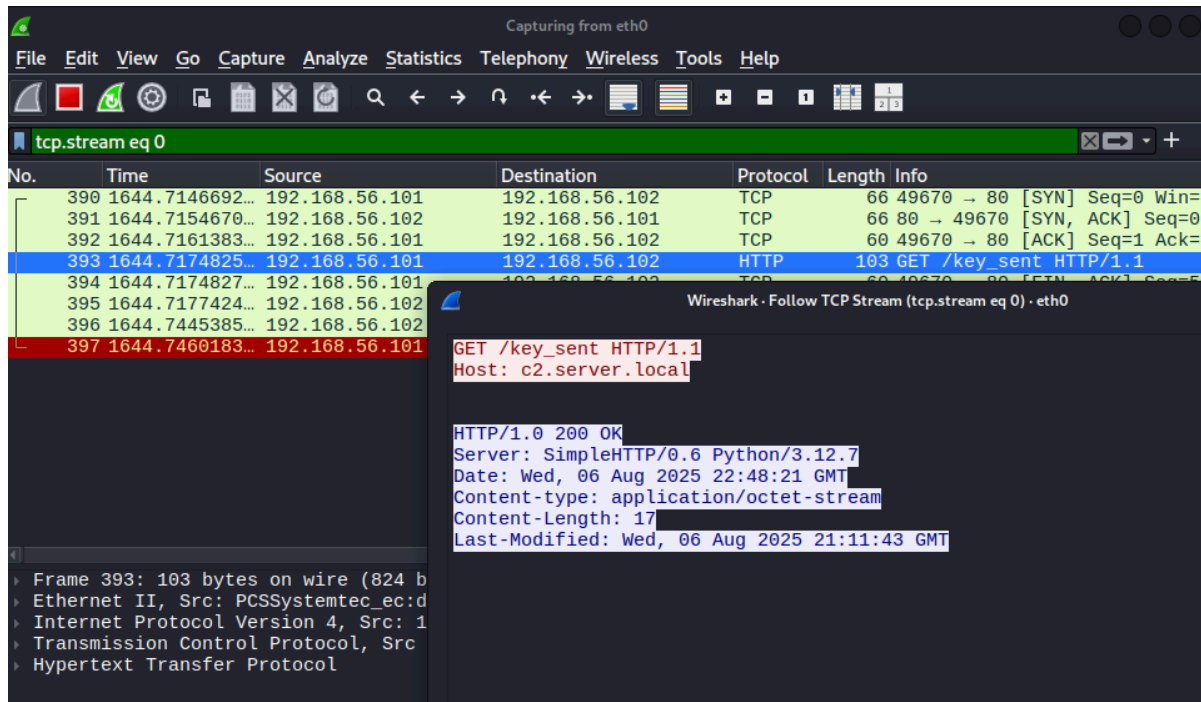 Capturing from eth0
File Edit View Go Capture Analyze Statistics Telephony Wireless Tools Help
tcp.stream eq 0
No. Time Source Destination Protocol Length Info
390 1644.7146692… 192.168.56.101 192.168.56.102 TCP 66 49670 → 80 [SYN] Seq=0 Win=
391 1644.7154670… 192.168.56.102 192.168.56.101 TCP 66 80 → 49670 [SYN, ACK] Seq=0
392 1644.7161383… 192.168.56.101 192.168.56.102 TCP 60 49670 → 80 [ACK] Seq=1 Ack=
393 1644.7174825… 192.168.56.101 192.168.56.102 HTTP 103 GET /key_sent HTTP/1.1
394 1644.7174827… 192.168.56.101
395 1644.7177424… 192.168.56.102
396 1644.7445385… 192.168.56.102
397 1644.7460183… 192.168.56.101
Wireshark · Follow TCP Stream (tcp.stream eq 0) · eth0
GET /key_sent HTTP/1.1
Host: c2.server.local
HTTP/1.0 200 OK
Server: SimpleHTTP/0.6 Python/3.12.7
Date: Wed, 06 Aug 2025 22:48:21 GMT
Content-type: application/octet-stream
Content-Length: 17
Last-Modified: Wed, 06 Aug 2025 21:11:43 GMT
Frame 393: 103 bytes on wire (824 b
Ethernet II, Src: PCSSystemtec_ec:d
Internet Protocol Version 4, Src: 1
Transmission Control Protocol, Src
Hypertext Transfer Protocol